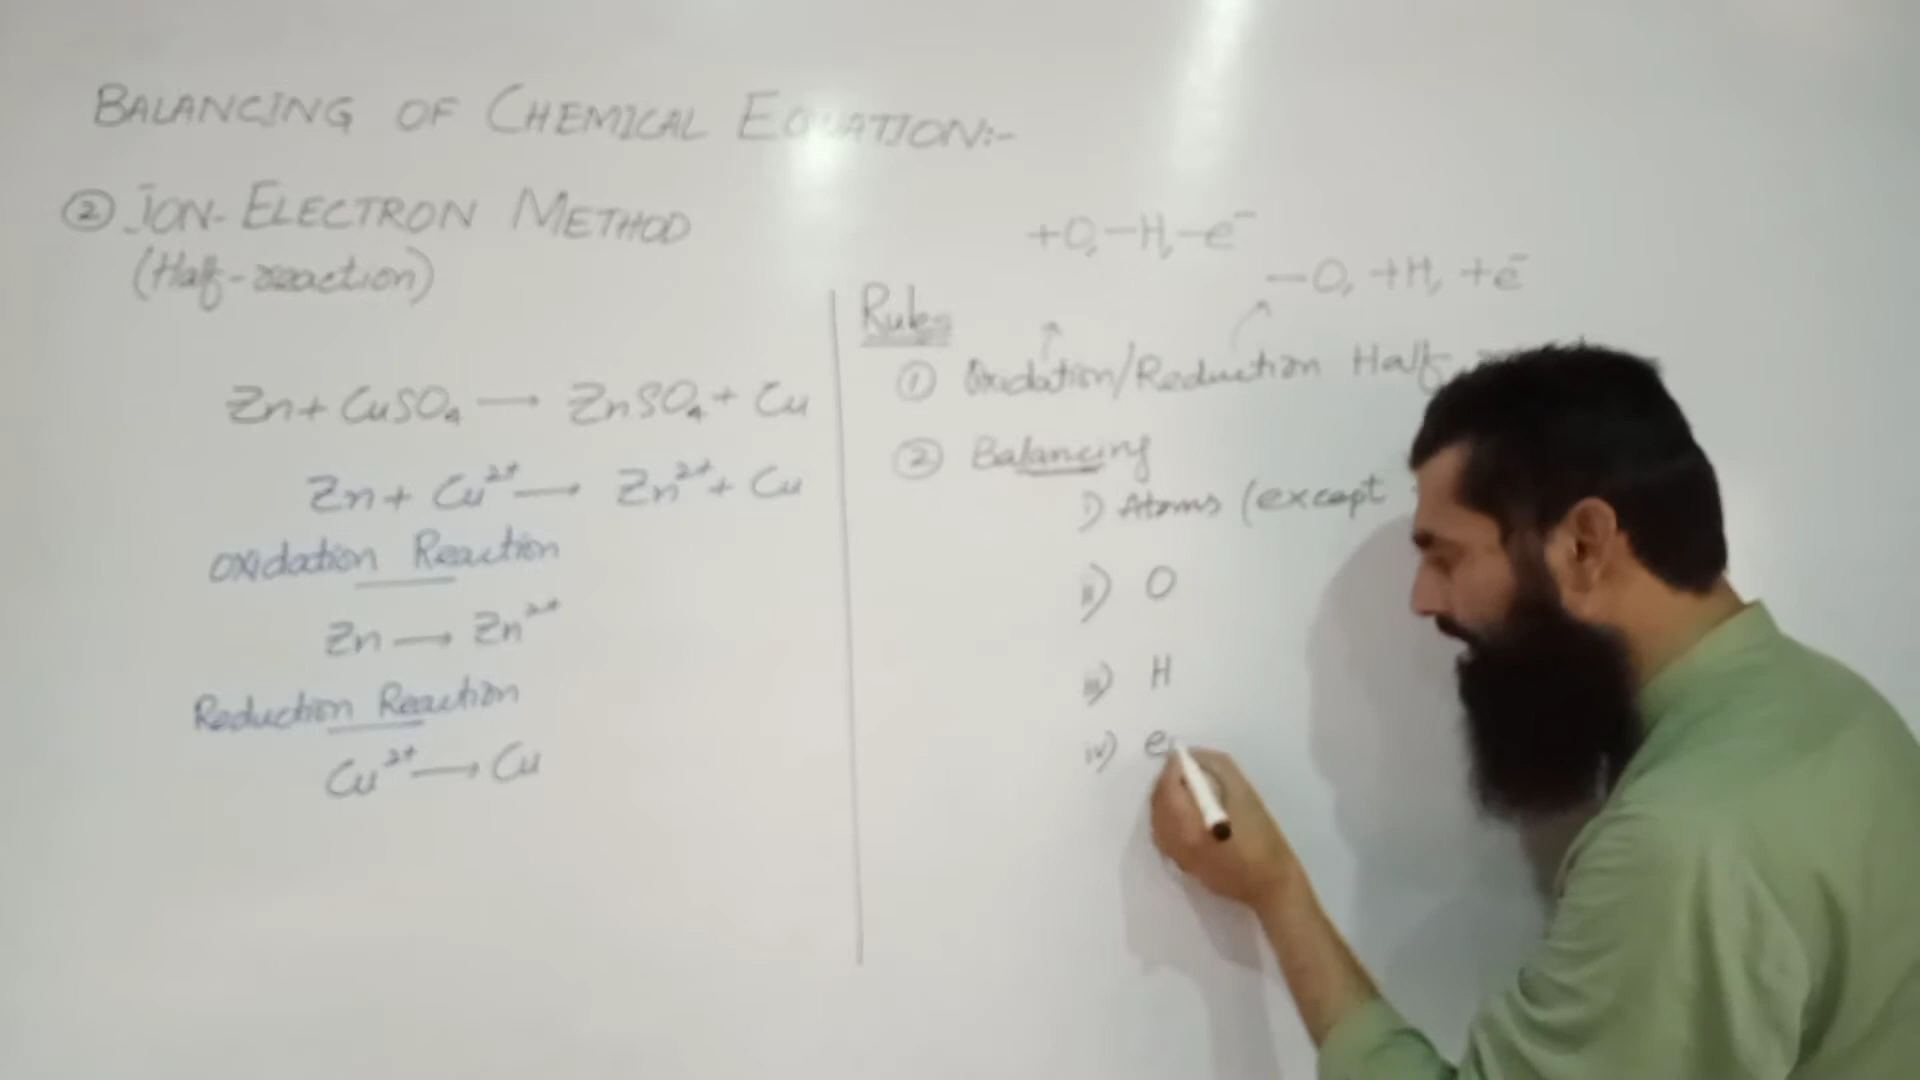 BALANCING OF CHEMICAL EQUATION:-
② ION-ELECTRON METHOD
(Half-reaction)
Zn + CuSO₄ ⟶ ZnSO₄ + Cu
Zn + Cu²⁺ ⟶ Zn²⁺ + Cu
Oxidation Reaction
Zn ⟶ Zn²⁺
Reduction Reaction
Cu²⁺ ⟶ Cu
+O, -H, -e⁻
-O, +H, +e⁻
Rules
① Oxidation/Reduction Half
② Balancing
i) Atoms (except
ii) O
iii) H
iv) e